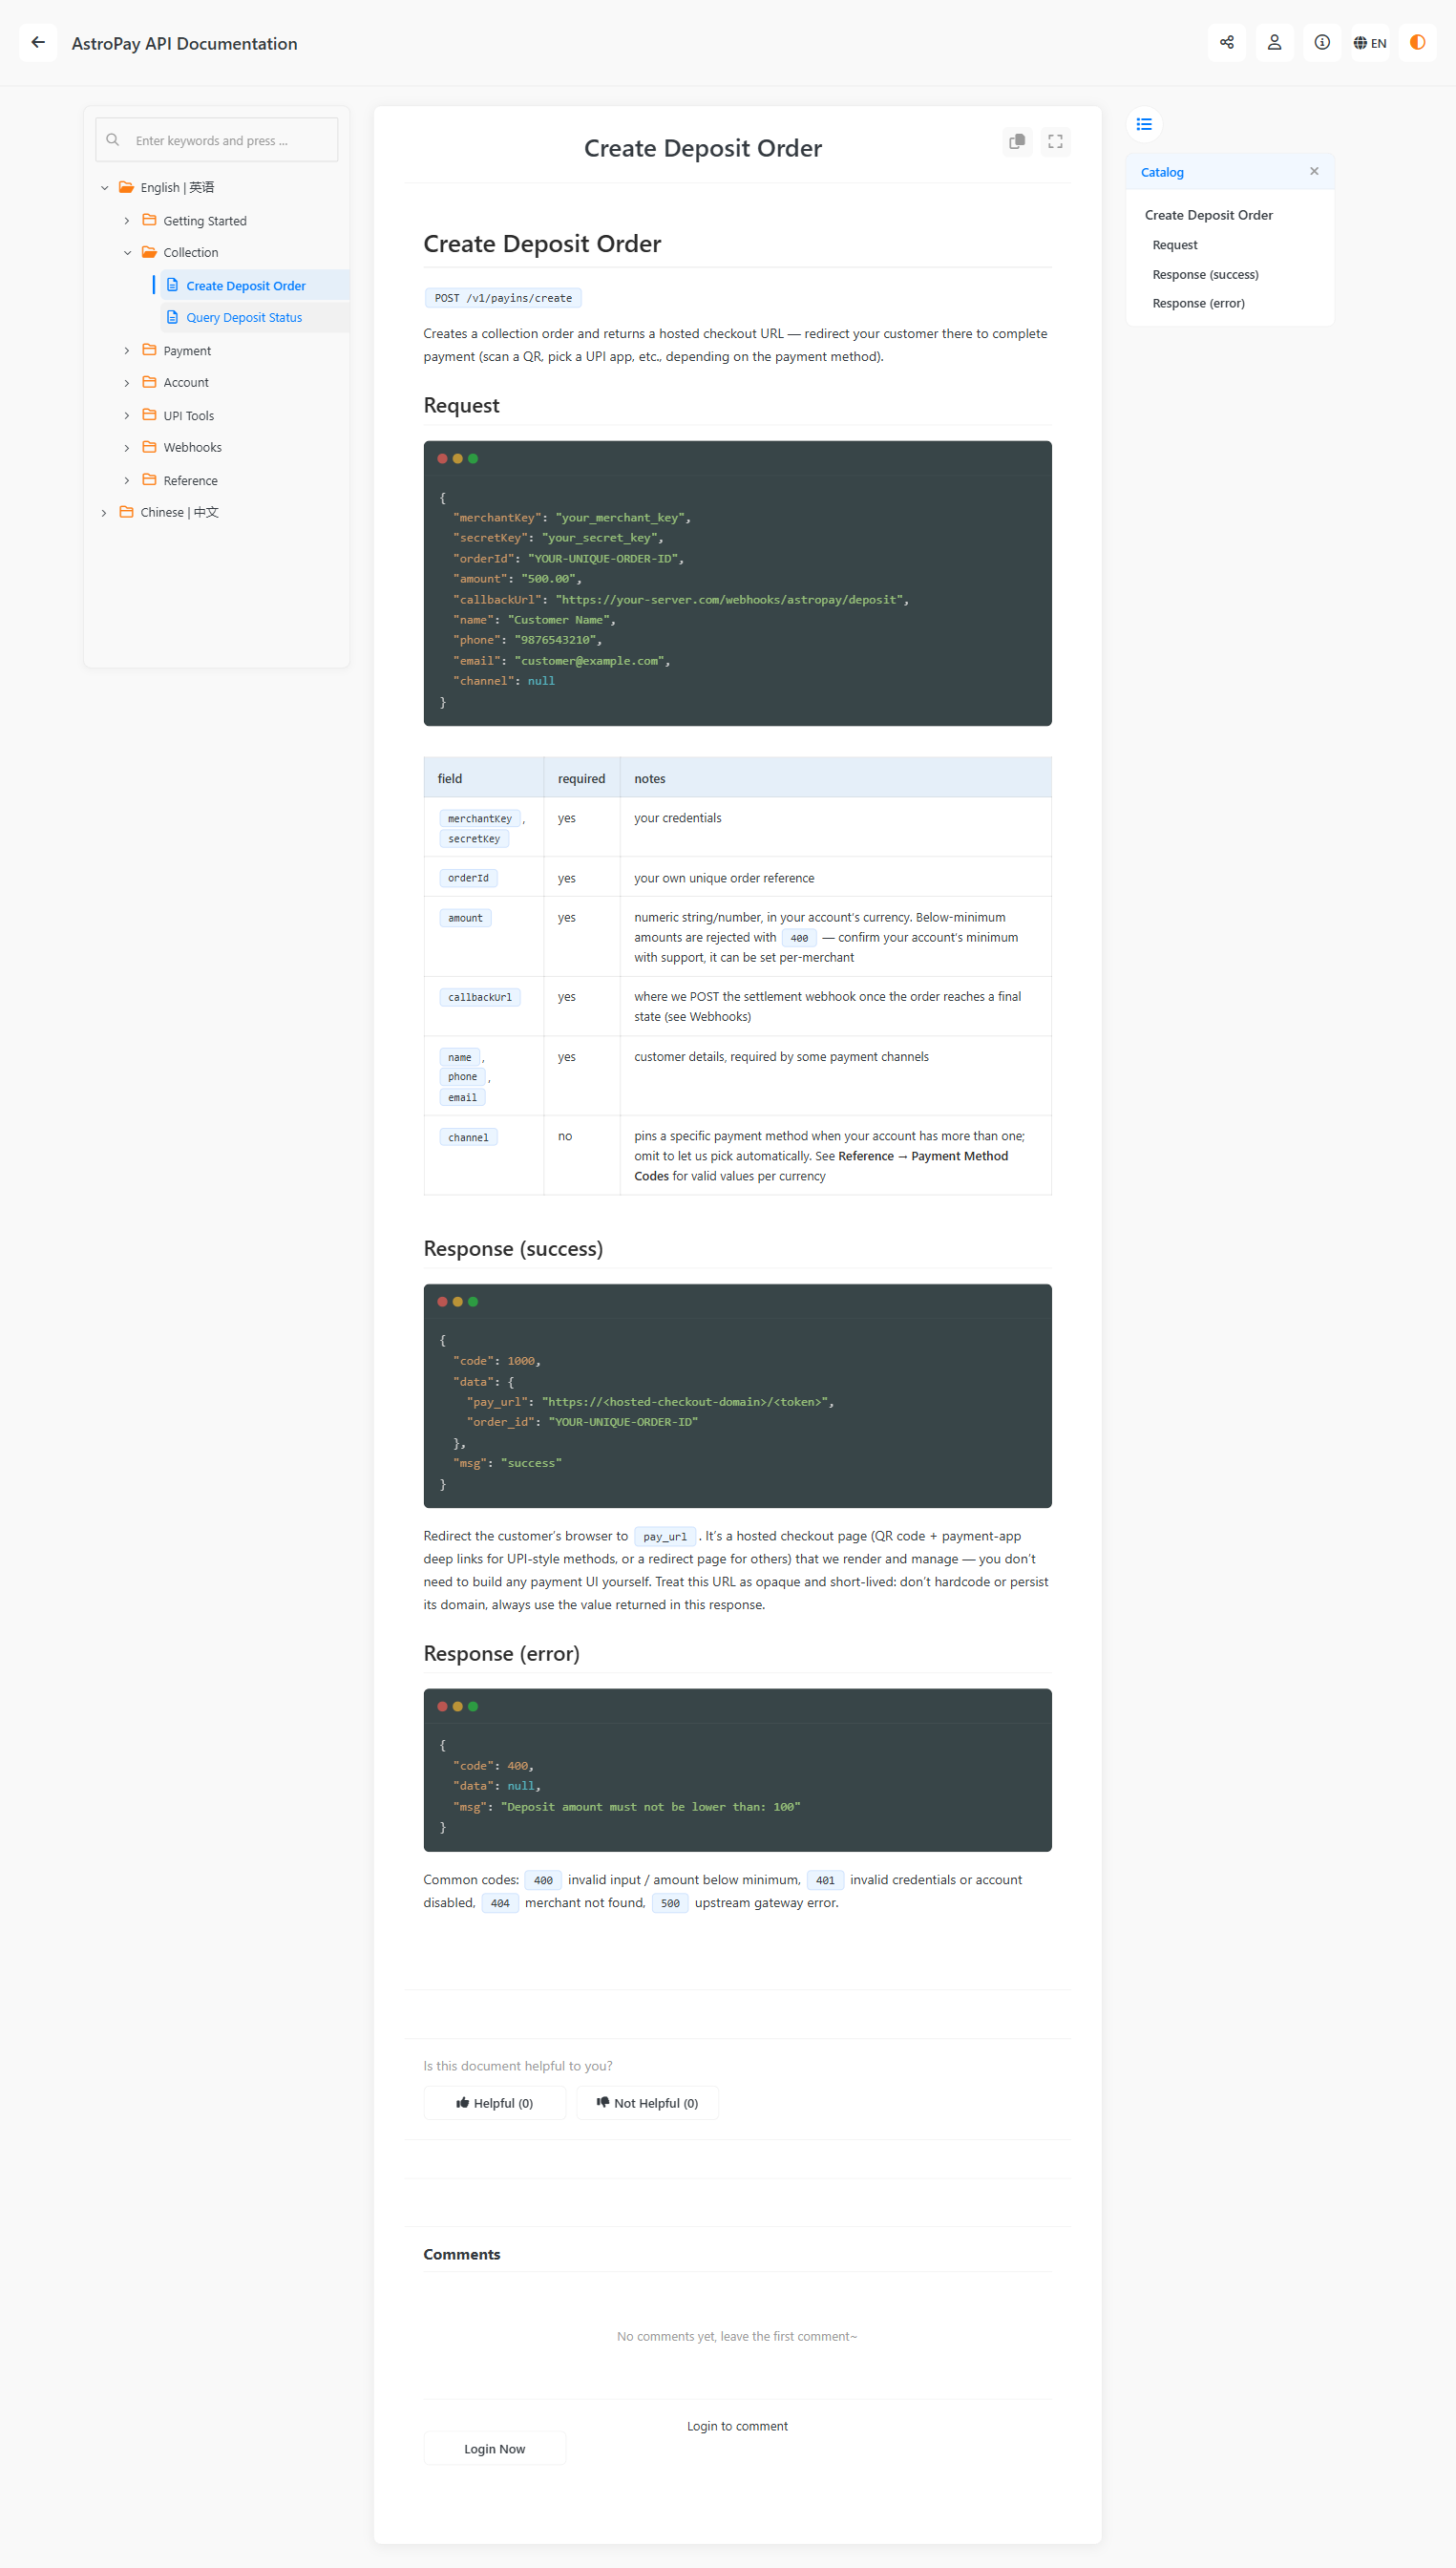 AstroPay API Documentation
EN
Enter keywords and press ...
English | 英语
Getting Started
Collection
Create Deposit Order
Query Deposit Status
Payment
Account
UPI Tools
Webhooks
Reference
Chinese | 中文
Create Deposit Order
Create Deposit Order
POST /v1/payins/create
Creates a collection order and returns a hosted checkout URL — redirect your customer there to complete
payment (scan a QR, pick a UPI app, etc., depending on the payment method).
Request
{
"merchantKey": "your_merchant_key",
"secretKey": "your_secret_key",
"orderId": "YOUR-UNIQUE-ORDER-ID",
"amount": "500.00",
"callbackUrl": "https://your-server.com/webhooks/astropay/deposit",
"name": "Customer Name",
"phone": "9876543210",
"email": "customer@example.com",
"channel": null
}
field required notes
merchantKey , yes your credentials
secretKey
orderId yes your own unique order reference
amount yes numeric string/number, in your account's currency. Below-minimum
amounts are rejected with 400 — confirm your account's minimum
with support, it can be set per-merchant
callbackUrl yes where we POST the settlement webhook once the order reaches a final
state (see Webhooks)
name , yes customer details, required by some payment channels
phone ,
email
channel no pins a specific payment method when your account has more than one;
omit to let us pick automatically. See Reference → Payment Method
Codes for valid values per currency
Response (success)
{
"code": 1000,
"data": {
"pay_url": "https://<hosted-checkout-domain>/<token>",
"order_id": "YOUR-UNIQUE-ORDER-ID"
},
"msg": "success"
}
Redirect the customer's browser to pay_url . It's a hosted checkout page (QR code + payment-app
deep links for UPI-style methods, or a redirect page for others) that we render and manage — you don't
need to build any payment UI yourself. Treat this URL as opaque and short-lived: don't hardcode or persist
its domain, always use the value returned in this response.
Response (error)
{
"code": 400,
"data": null,
"msg": "Deposit amount must not be lower than: 100"
}
Common codes: 400 invalid input / amount below minimum, 401 invalid credentials or account
disabled, 404 merchant not found, 500 upstream gateway error.
Is this document helpful to you?
Helpful (0) Not Helpful (0)
Comments
No comments yet, leave the first comment~
Login to comment
Login Now
Catalog
Create Deposit Order
Request
Response (success)
Response (error)